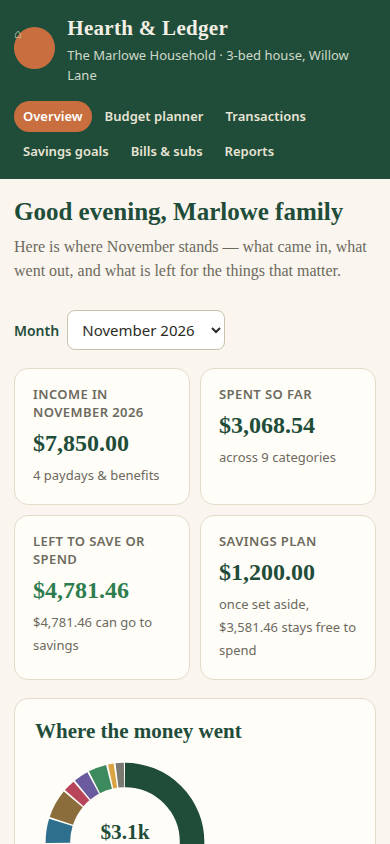 Hearth & Ledger
The Marlowe Household · 3-bed house, Willow
Lane
Overview
Budget planner
Transactions
Savings goals
Bills & subs
Reports
Good evening, Marlowe family
Here is where November stands — what came in, what
went out, and what is left for the things that matter.
Month
November 2026
INCOME IN
NOVEMBER 2026
$7,850.00
4 paydays & benefits
SPENT SO FAR
$3,068.54
across 9 categories
LEFT TO SAVE OR
SPEND
$4,781.46
$4,781.46 can go to
savings
SAVINGS PLAN
$1,200.00
once set aside,
$3,581.46 stays free to
spend
Where the money went
$3.1k